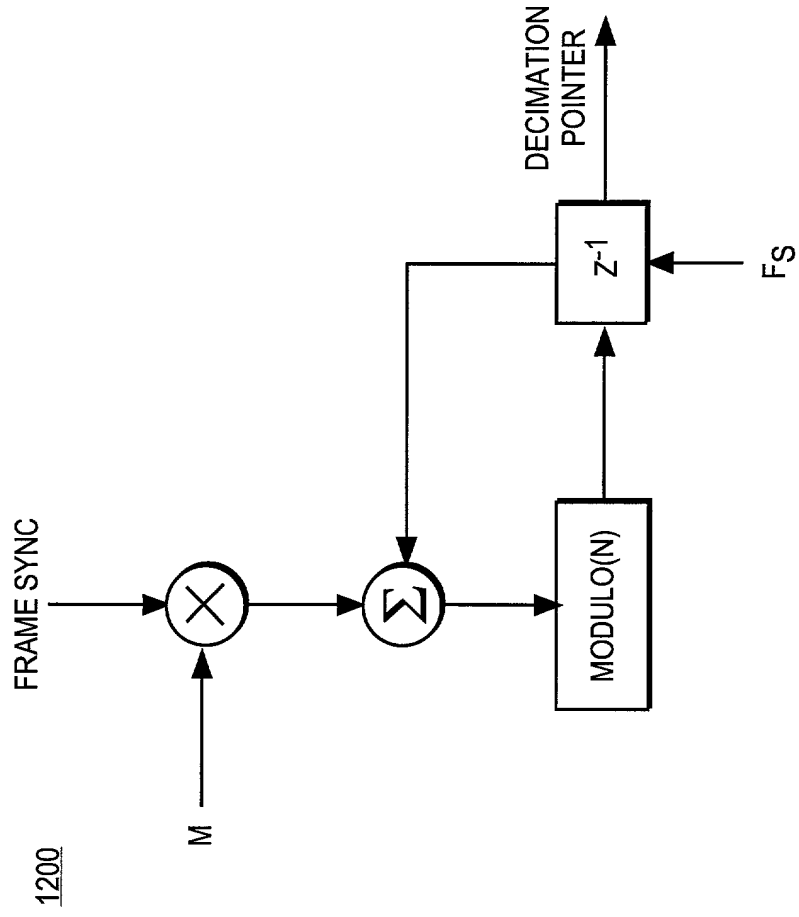 1200
FRAME SYNC
M
×
Σ
MODULO(N)
Z-1
DECIMATION
POINTER
FS